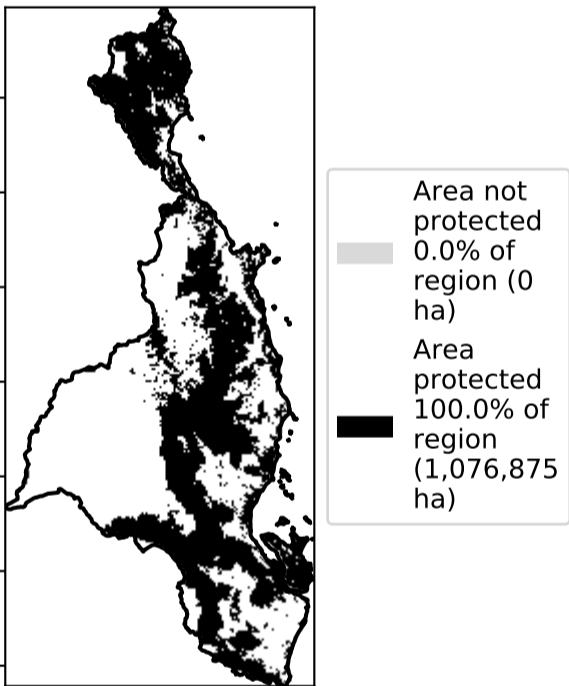 Area not
protected
0.0% of
region (0
ha)
Area
protected
100.0% of
region
(1,076,875
ha)